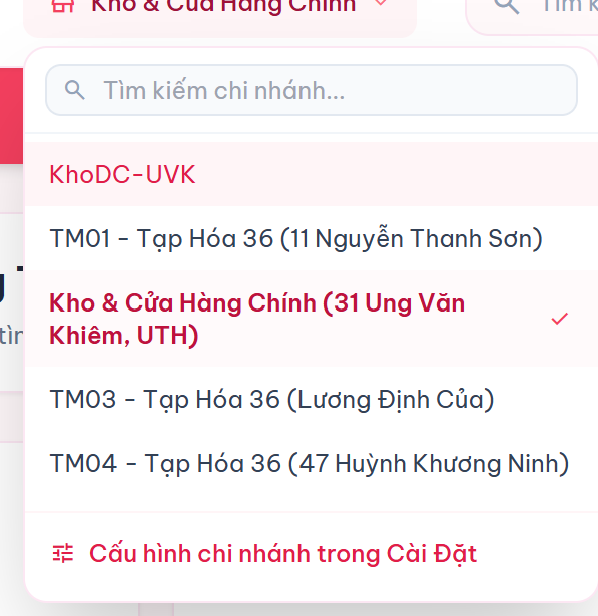 Kho & Cửa Hàng Chính
Tìm k
Tìm kiếm chi nhánh...
KhoDC-UVK
TM01 - Tạp Hóa 36 (11 Nguyễn Thanh Sơn)
Kho & Cửa Hàng Chính (31 Ung Văn
Khiêm, UTH)
TM03 - Tạp Hóa 36 (Lương Định Của)
TM04 - Tạp Hóa 36 (47 Huỳnh Khương Ninh)
Cấu hình chi nhánh trong Cài Đặt